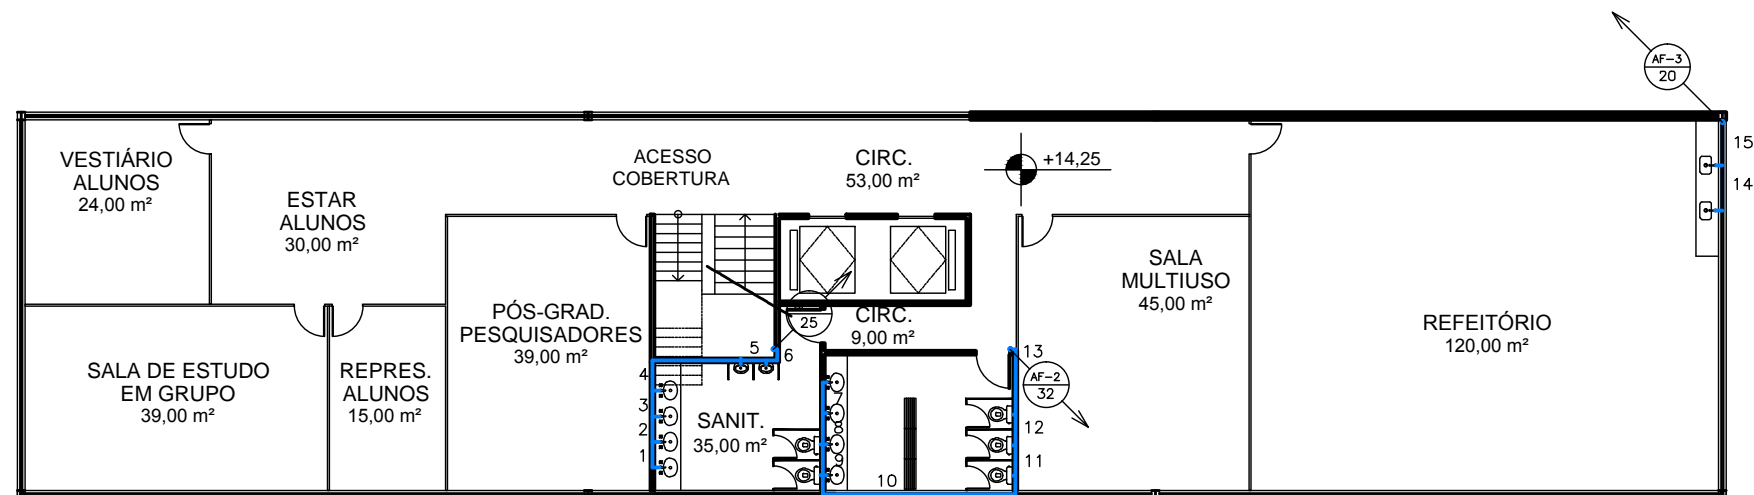 AF-3
20
VESTIÁRIO
ALUNOS
24,00 m²
ESTAR
ALUNOS
30,00 m²
ACESSO
COBERTURA
CIRC.
53,00 m²
+14,25
15
14
SALA
MULTIUSO
45,00 m²
PÓS-GRAD.
PESQUISADORES
39,00 m²
25
CIRC.
9,00 m²
REFEITÓRIO
120,00 m²
SALA DE ESTUDO
EM GRUPO
39,00 m²
REPRES.
ALUNOS
15,00 m²
5
6
4
3
2
1
SANIT.
35,00 m²
7
8
9
10
13
AF-2
32
12
11